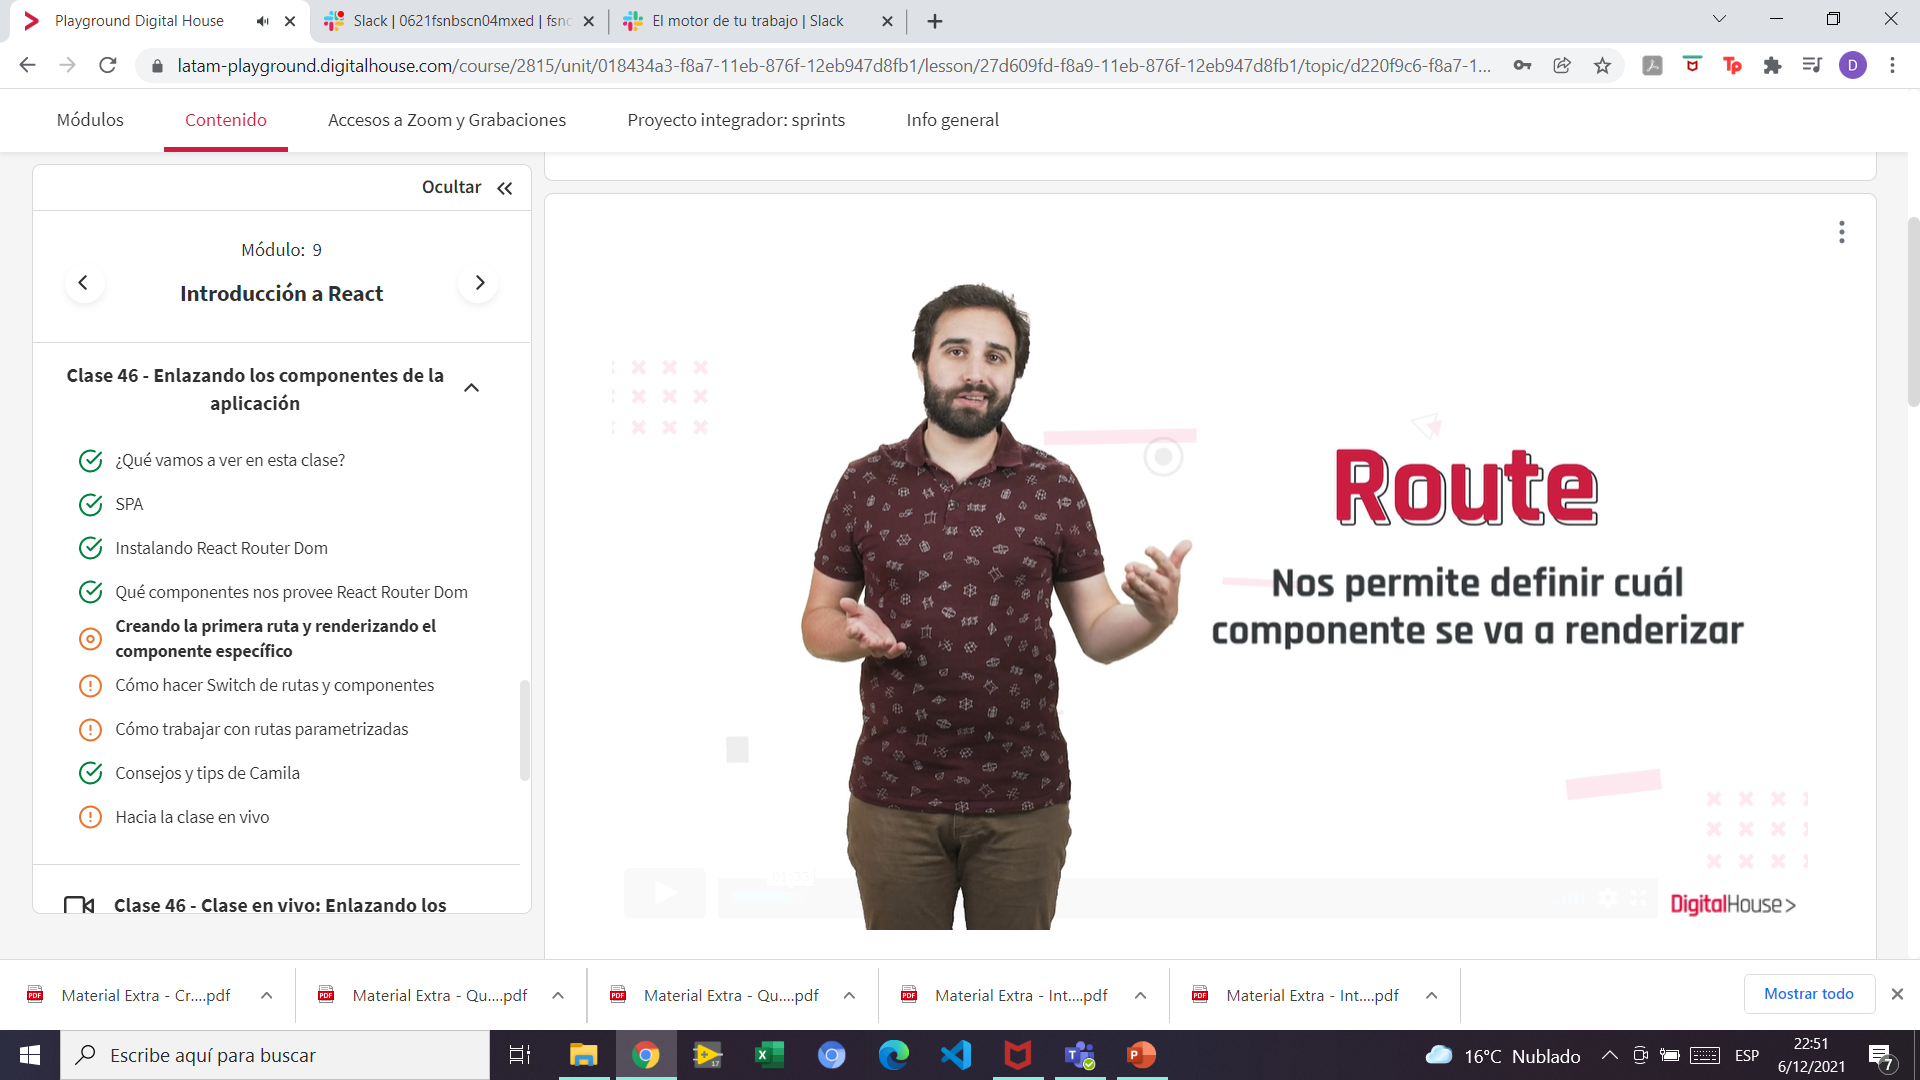 Playground Digital House
Slack | 0621fsnbscn04mxed | fsnc
El motor de tu trabajo | Slack
latam-playground.digitalhouse.com/course/2815/unit/018434a3-f8a7-11eb-876f-12eb947d8fb1/lesson/27d609fd-f8a9-11eb-876f-12eb947d8fb1/topic/d220f9c6-f8a7-1...
Tp
D
Módulos
Contenido
Accesos a Zoom y Grabaciones
Proyecto integrador: sprints
Info general
Ocultar
Módulo: 9
Introducción a React
Clase 46 - Enlazando los componentes de la
aplicación
¿Qué vamos a ver en esta clase?
SPA
Instalando React Router Dom
Qué componentes nos provee React Router Dom
Creando la primera ruta y renderizando el
componente específico
Cómo hacer Switch de rutas y componentes
Cómo trabajar con rutas parametrizadas
Consejos y tips de Camila
Hacia la clase en vivo
Clase 46 - Clase en vivo: Enlazando los
Route
Nos permite definir cuál
componente se va a renderizar
DigitalHouse>
Material Extra - Cr....pdf
Material Extra - Qu....pdf
Material Extra - Qu....pdf
Material Extra - Int....pdf
Material Extra - Int....pdf
Mostrar todo
Escribe aquí para buscar
16°C Nublado
ESP
22:51
6/12/2021
7